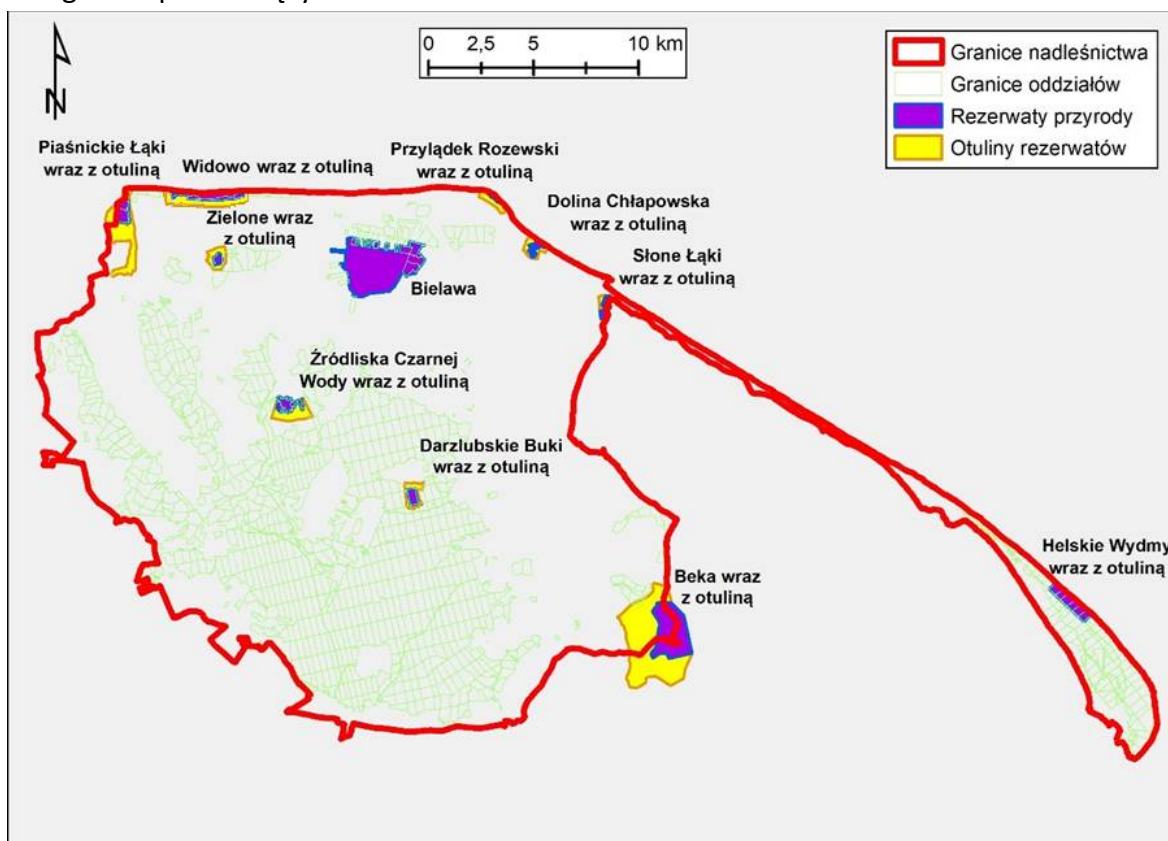 0 2,5 5 10 km
N
Granice nadleśnictwa
Granice oddziałów
Rezerwaty przyrody
Otuliny rezerwatów
Piaśnickie Łąki
wraz z otuliną
Widowo wraz z otuliną
Przylądek Rozewski
wraz z otuliną
Zielone wraz
z otuliną
Dolina Chłapowska
wraz z otuliną
Słone Łąki
wraz z otuliną
Bielawa
Źródliska Czarnej
Wody wraz z otuliną
Darzlubskie Buki
wraz z otuliną
Helskie Wydmy
wraz z otuliną
Beka wraz
z otuliną